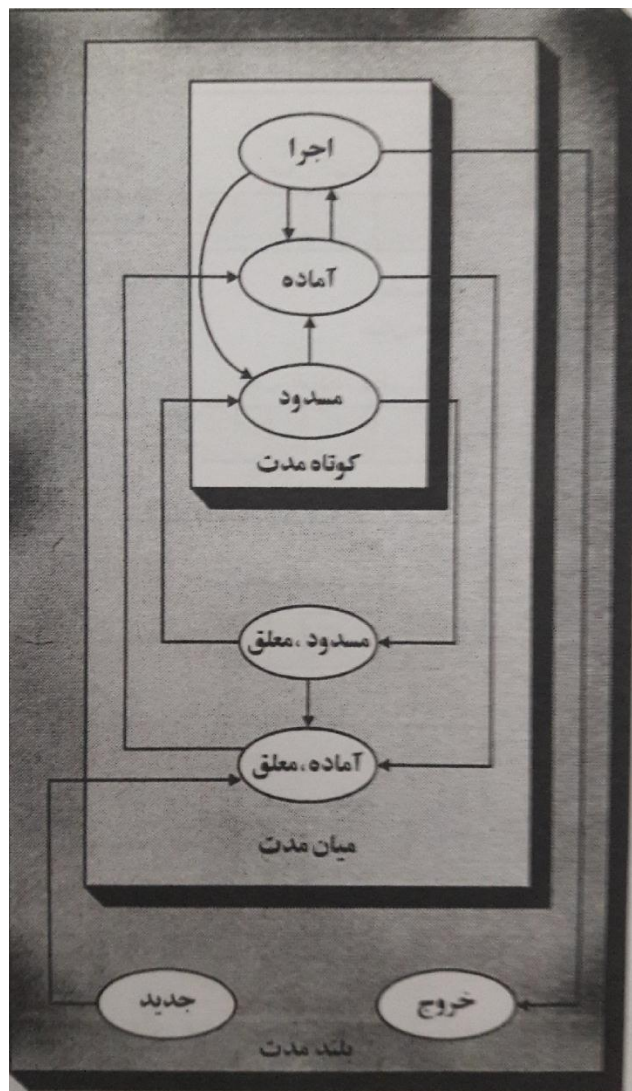 اجرا
آماده
مسدود
کوتاه مدت
مسدود، معلق
آماده، معلق
میان مدت
جدید
خروج
بلند مدت